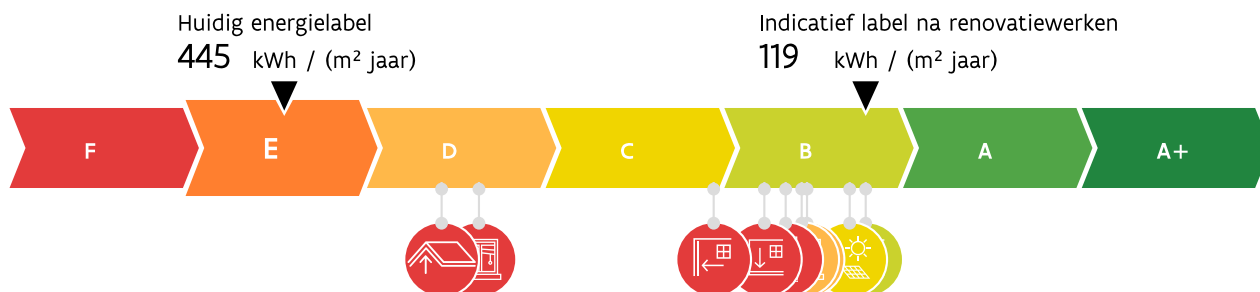 Huidig energielabel
445 kWh / (m² jaar)
Indicatief label na renovatiewerken
119 kWh / (m² jaar)
F E D C B A A+